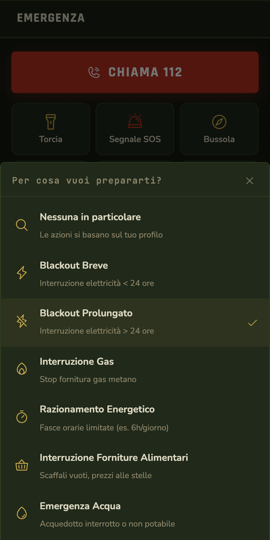 EMERGENZA
CHIAMA 112
Torcia
Segnale SOS
Bussola
Per cosa vuoi prepararti?
Nessuna in particolare
Le azioni si basano sul tuo profilo
Blackout Breve
Interruzione elettricità < 24 ore
Blackout Prolungato
Interruzione elettricità > 24 ore
Interruzione Gas
Stop fornitura gas metano
Razionamento Energetico
Fasce orarie limitate (es. 6h/giorno)
Interruzione Forniture Alimentari
Scaffali vuoti, prezzi alle stelle
Emergenza Acqua
Acquedotto interrotto o non potabile